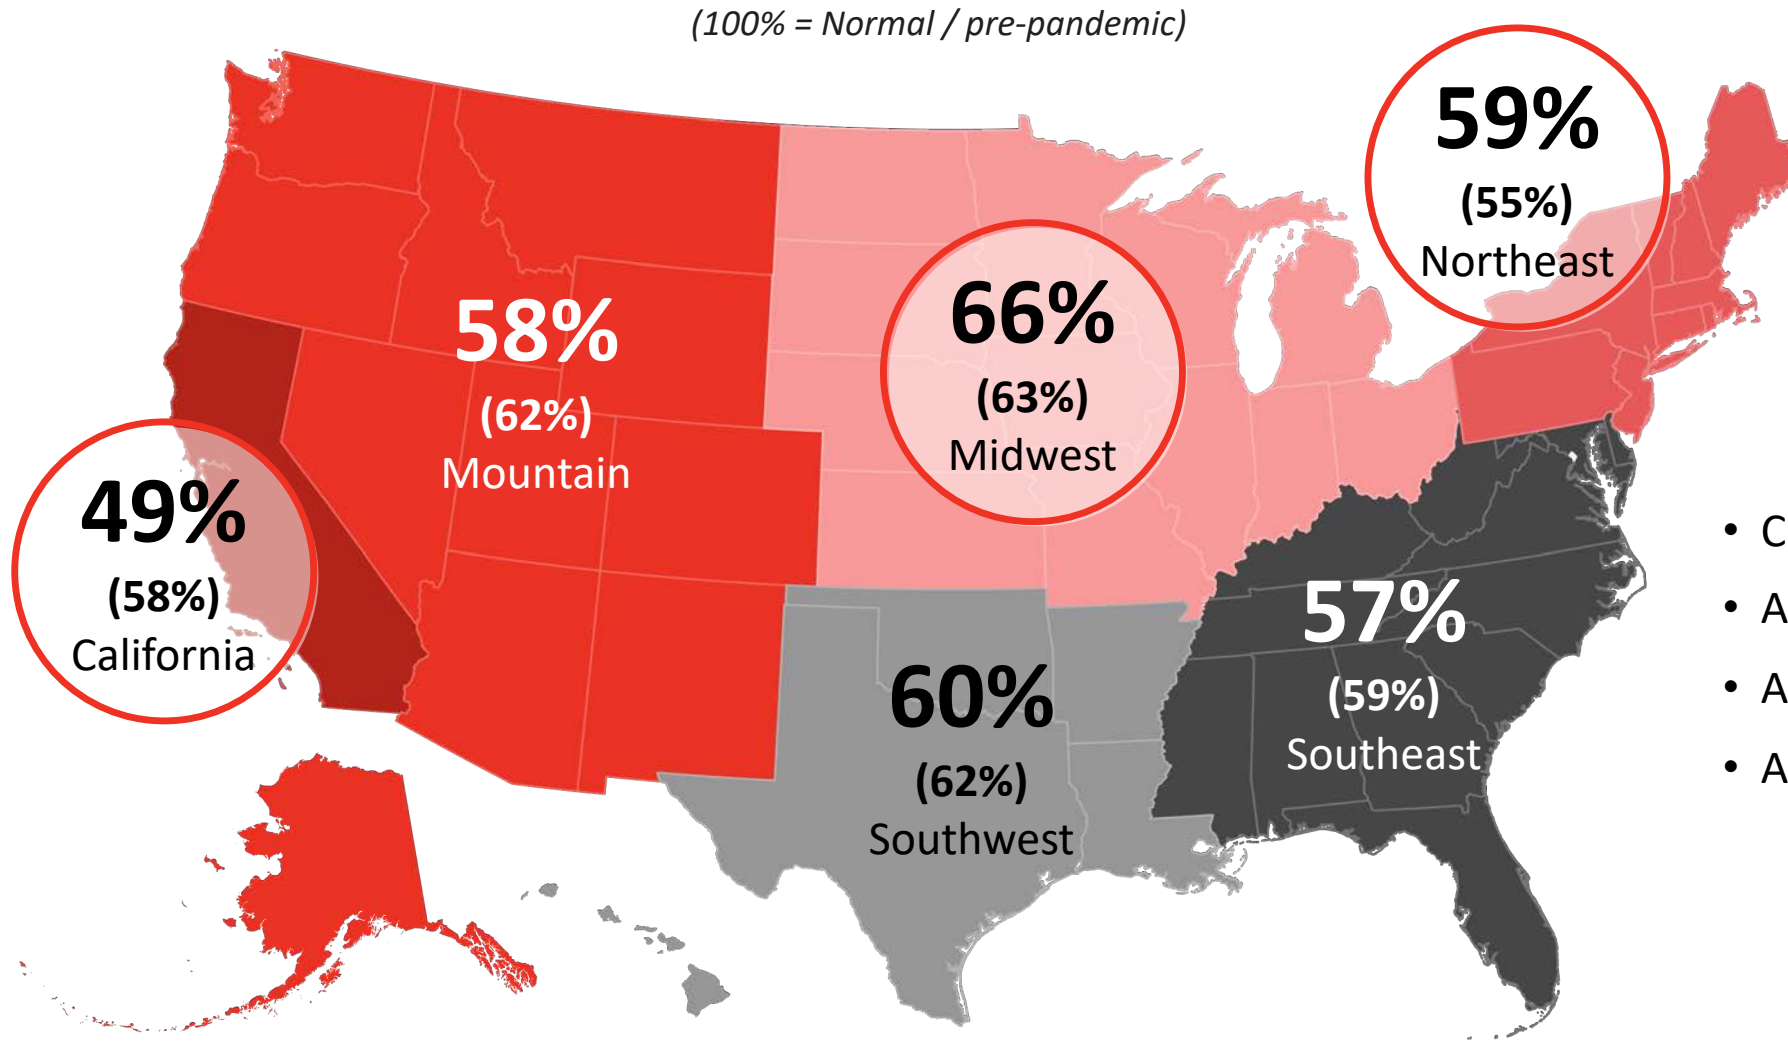 (100% = Normal / pre-pandemic)
59%
(55%)
Northeast
58%
(62%)
Mountain
66%
(63%)
Midwest
49%
(58%)
California
57%
(59%)
Southeast
60%
(62%)
Southwest
• C
• A
• A
• A